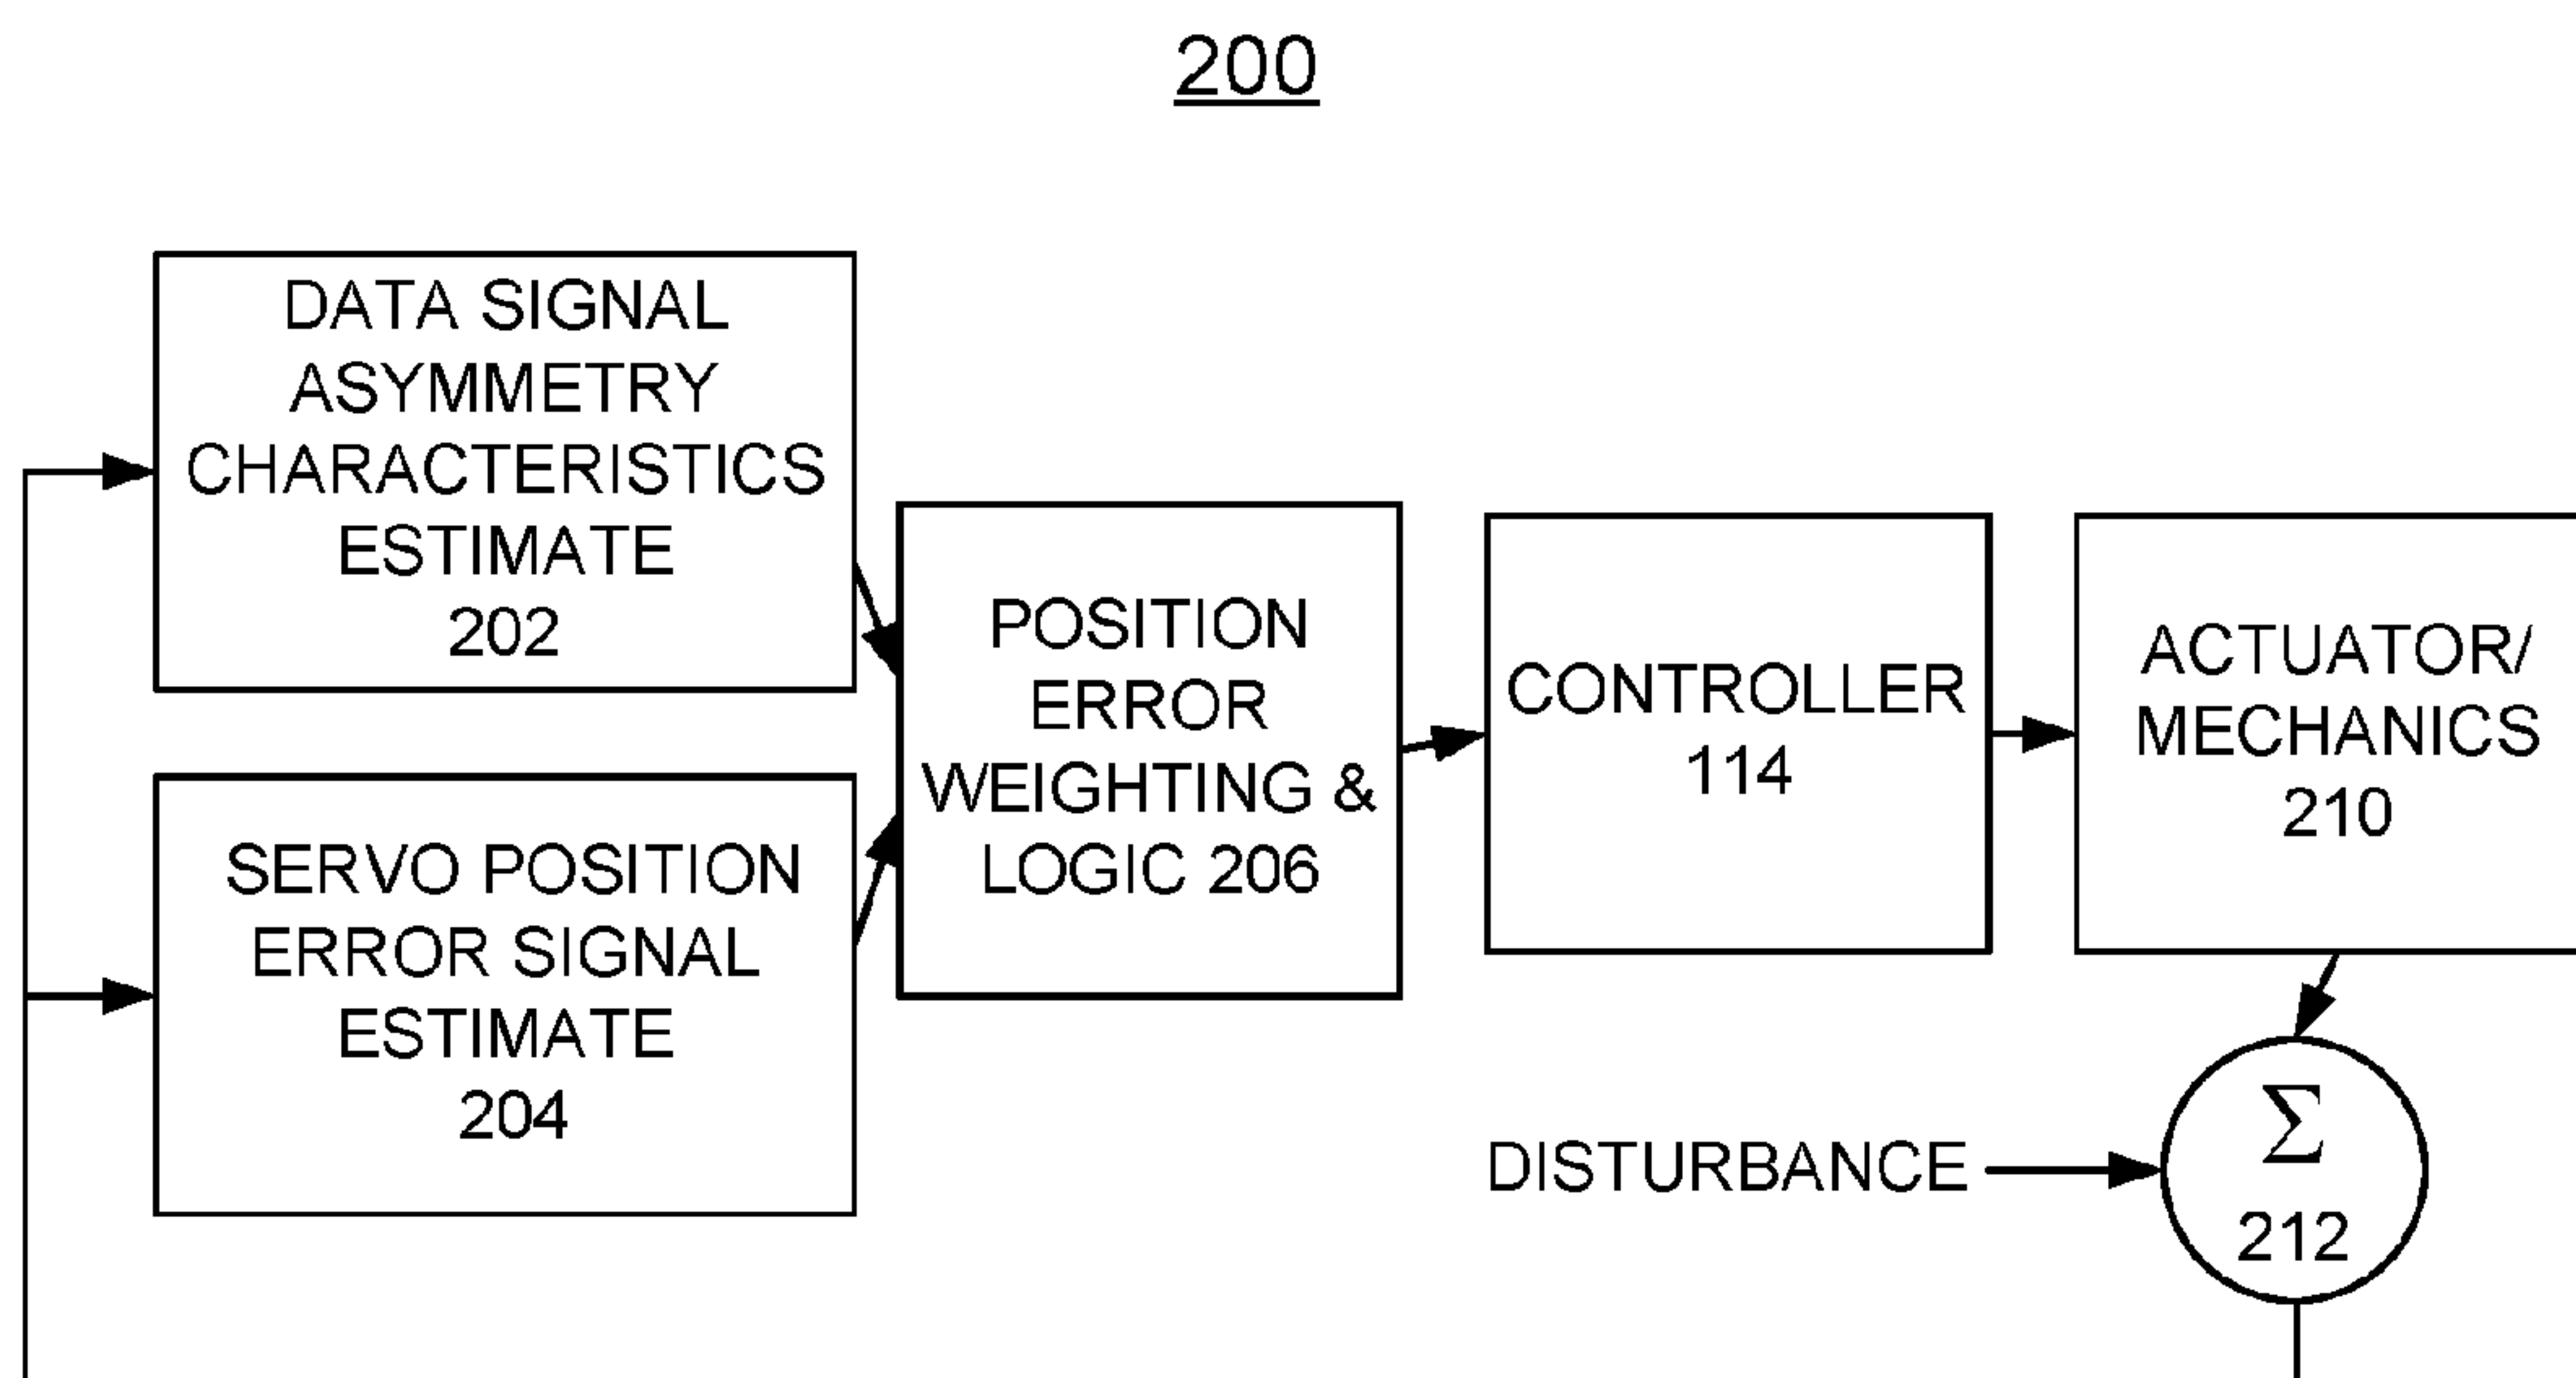 200
DATA SIGNAL
ASYMMETRY
CHARACTERISTICS
ESTIMATE
202
SERVO POSITION
ERROR SIGNAL
ESTIMATE
204
POSITION
ERROR
WEIGHTING &
LOGIC 206
CONTROLLER
114
ACTUATOR/
MECHANICS
210
DISTURBANCE
Σ
212